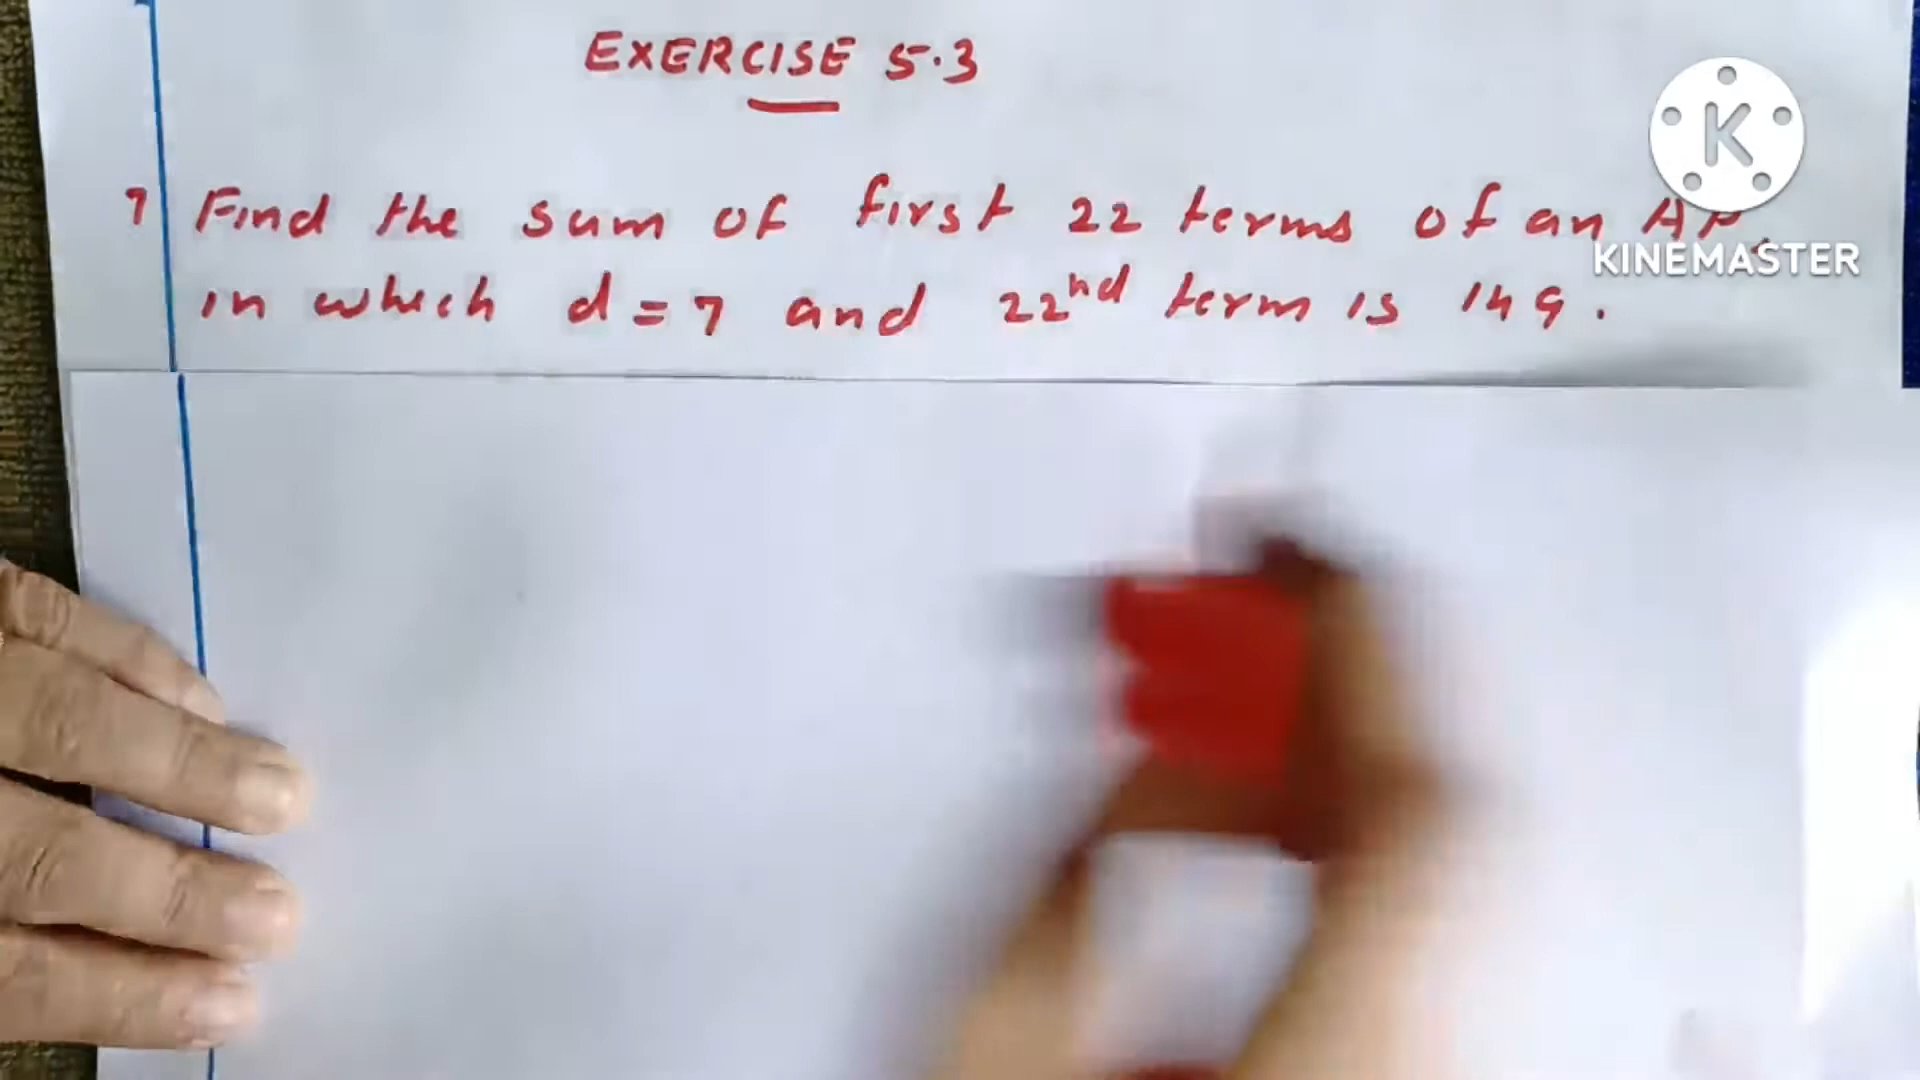 EXERCISE 5.3
K
7 Find the sum of first 22 terms of an AP
KINEMASTER
in which d = 7 and 22nd term is 149.